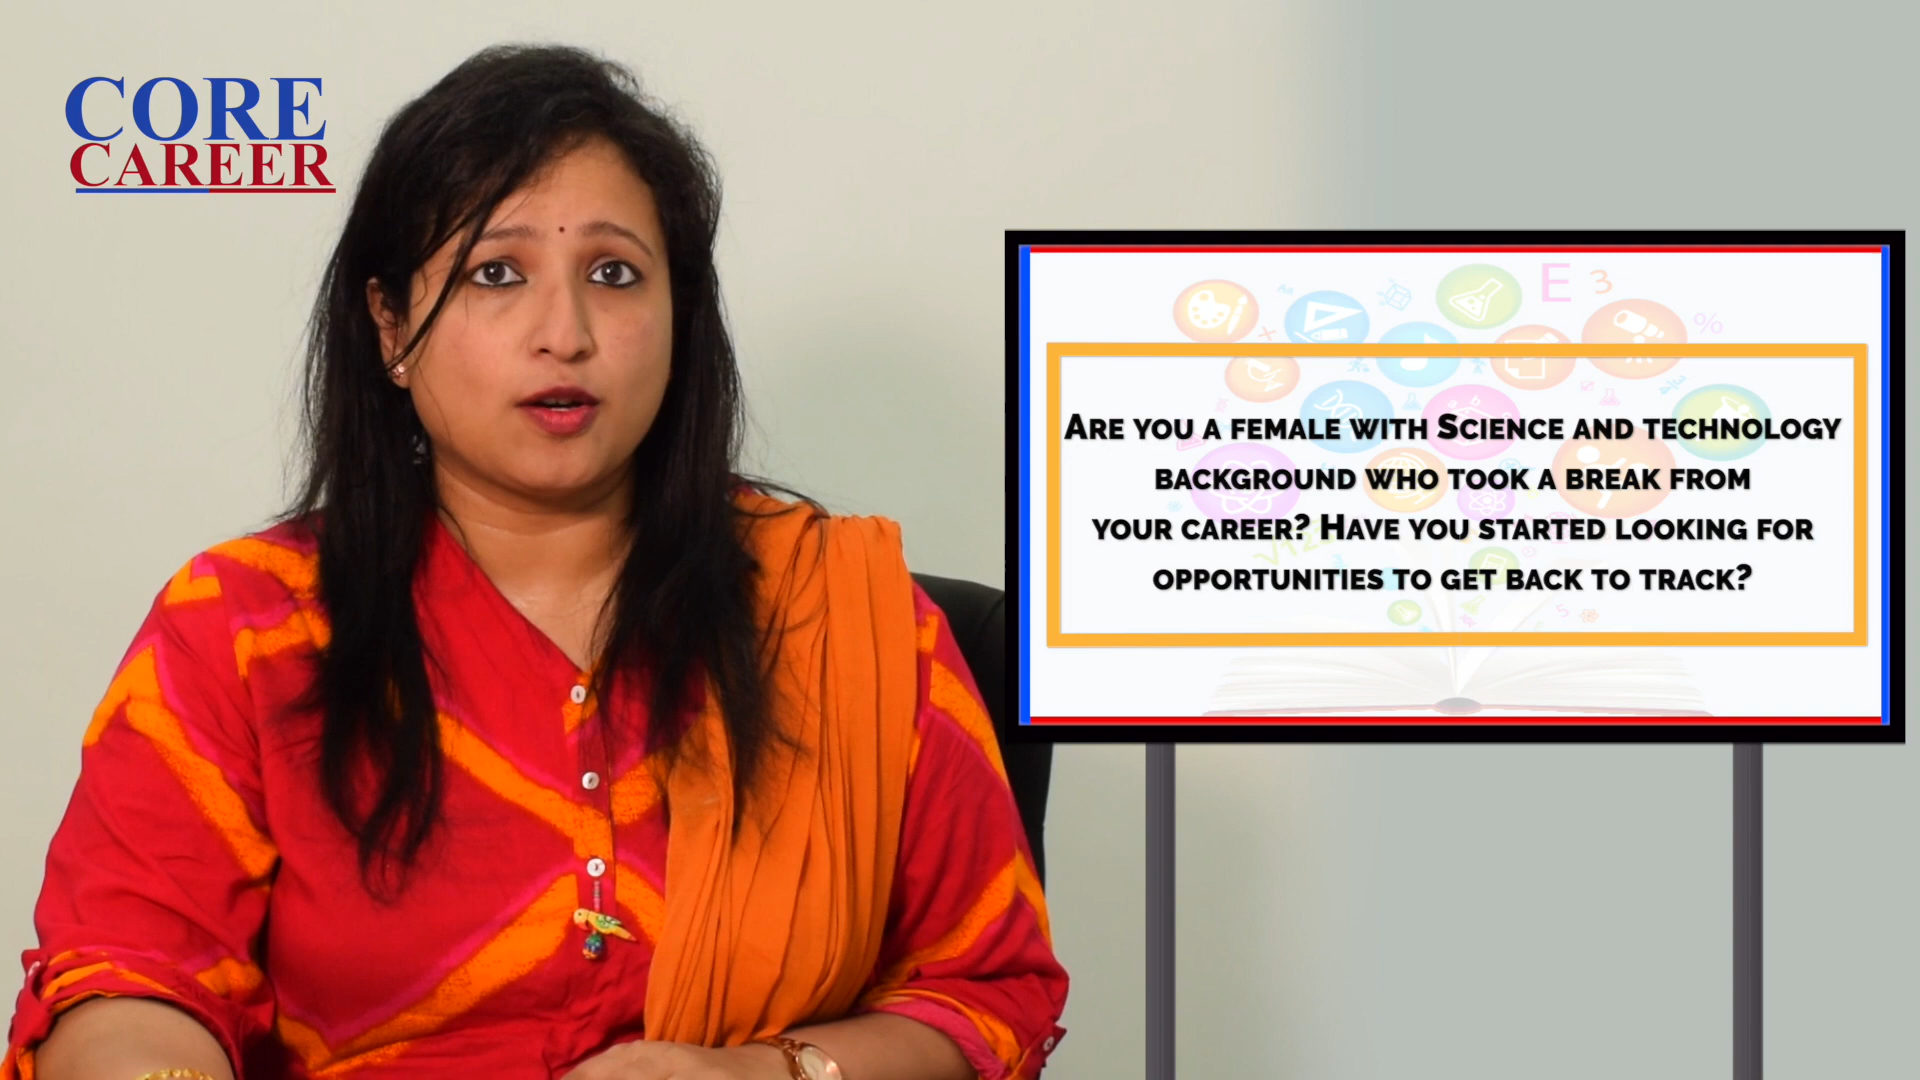 CORE
CAREER
E 3
%
Are you a female with Science and technology
background who took a break from
your career? Have you started looking for
opportunities to get back to track?